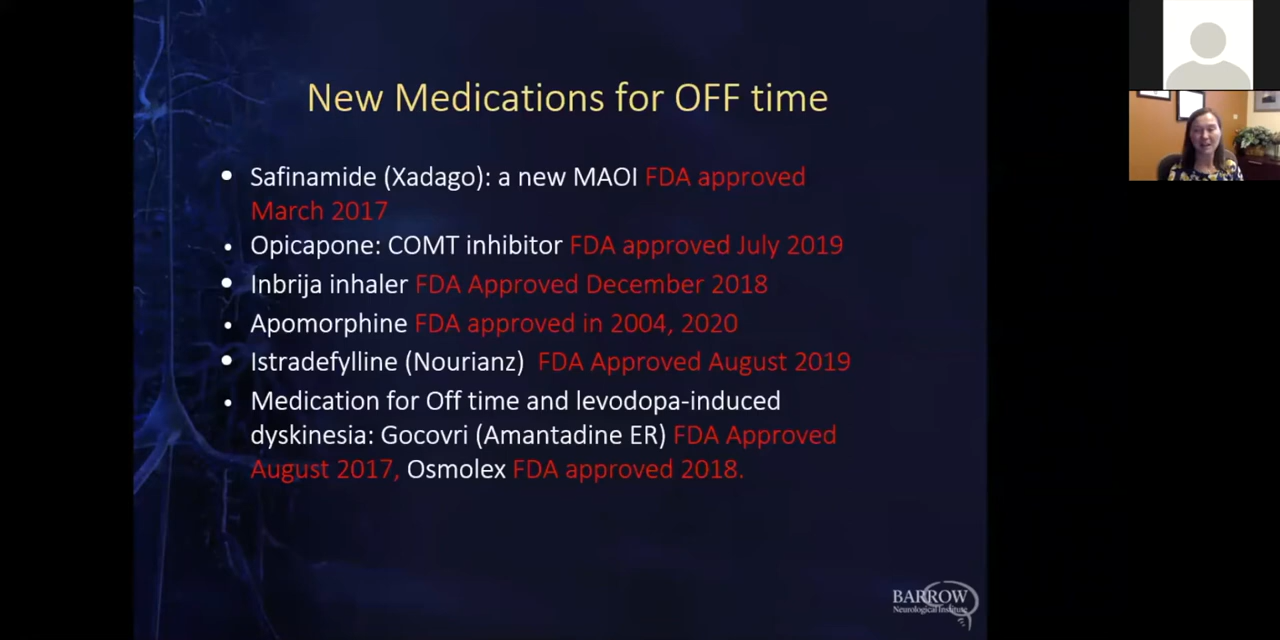 New Medications for OFF time
• Safinamide (Xadago): a new MAOI FDA approved
March 2017
• Opicapone: COMT inhibitor FDA approved July 2019
• Inbrija inhaler FDA Approved December 2018
• Apomorphine FDA approved in 2004, 2020
• Istradefylline (Nourianz) FDA Approved August 2019
• Medication for Off time and levodopa-induced
dyskinesia: Gocovri (Amantadine ER) FDA Approved
August 2017, Osmolex FDA approved 2018.
BARROW
Neurological Institute